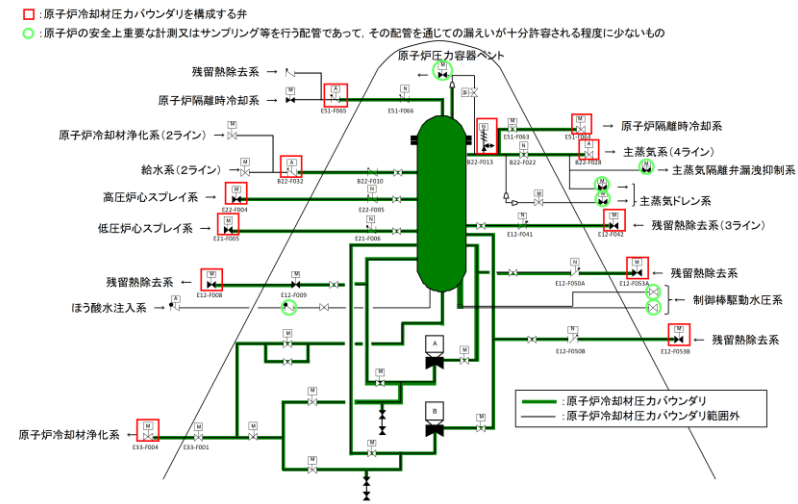 ：原子炉冷却材圧力バウンダリを構成する弁
：原子炉の安全上重要な計測又はサンプリング等を行う配管であって，その配管を通じての漏えいが十分許容される程度に少ないもの
原子炉圧力容器ベント
残留熱除去系
原子炉隔離時冷却系
E51-F065
E51-F066
原子炉冷却材浄化系(2ライン)
給水系(2ライン)
B22-F032
B22-F010
高圧炉心スプレイ系
E22-F004
E22-F005
低圧炉心スプレイ系
E21-F005
E21-F006
残留熱除去系
E12-F008
E12-F009
ほう酸水注入系
B22-F013
E51-F063
原子炉隔離時冷却系
B22-F022
B22-F028
主蒸気系(4ライン)
主蒸気隔離弁漏洩抑制系
主蒸気ドレン系
E12-F041
E12-F042
残留熱除去系(3ライン)
E12-F050A
E12-F053A
残留熱除去系
制御棒駆動水圧系
E12-F050B
E12-F053B
残留熱除去系
A
B
原子炉冷却材浄化系
E33-F004
E33-F001
：原子炉冷却材圧力バウンダリ
：原子炉冷却材圧力バウンダリ範囲外